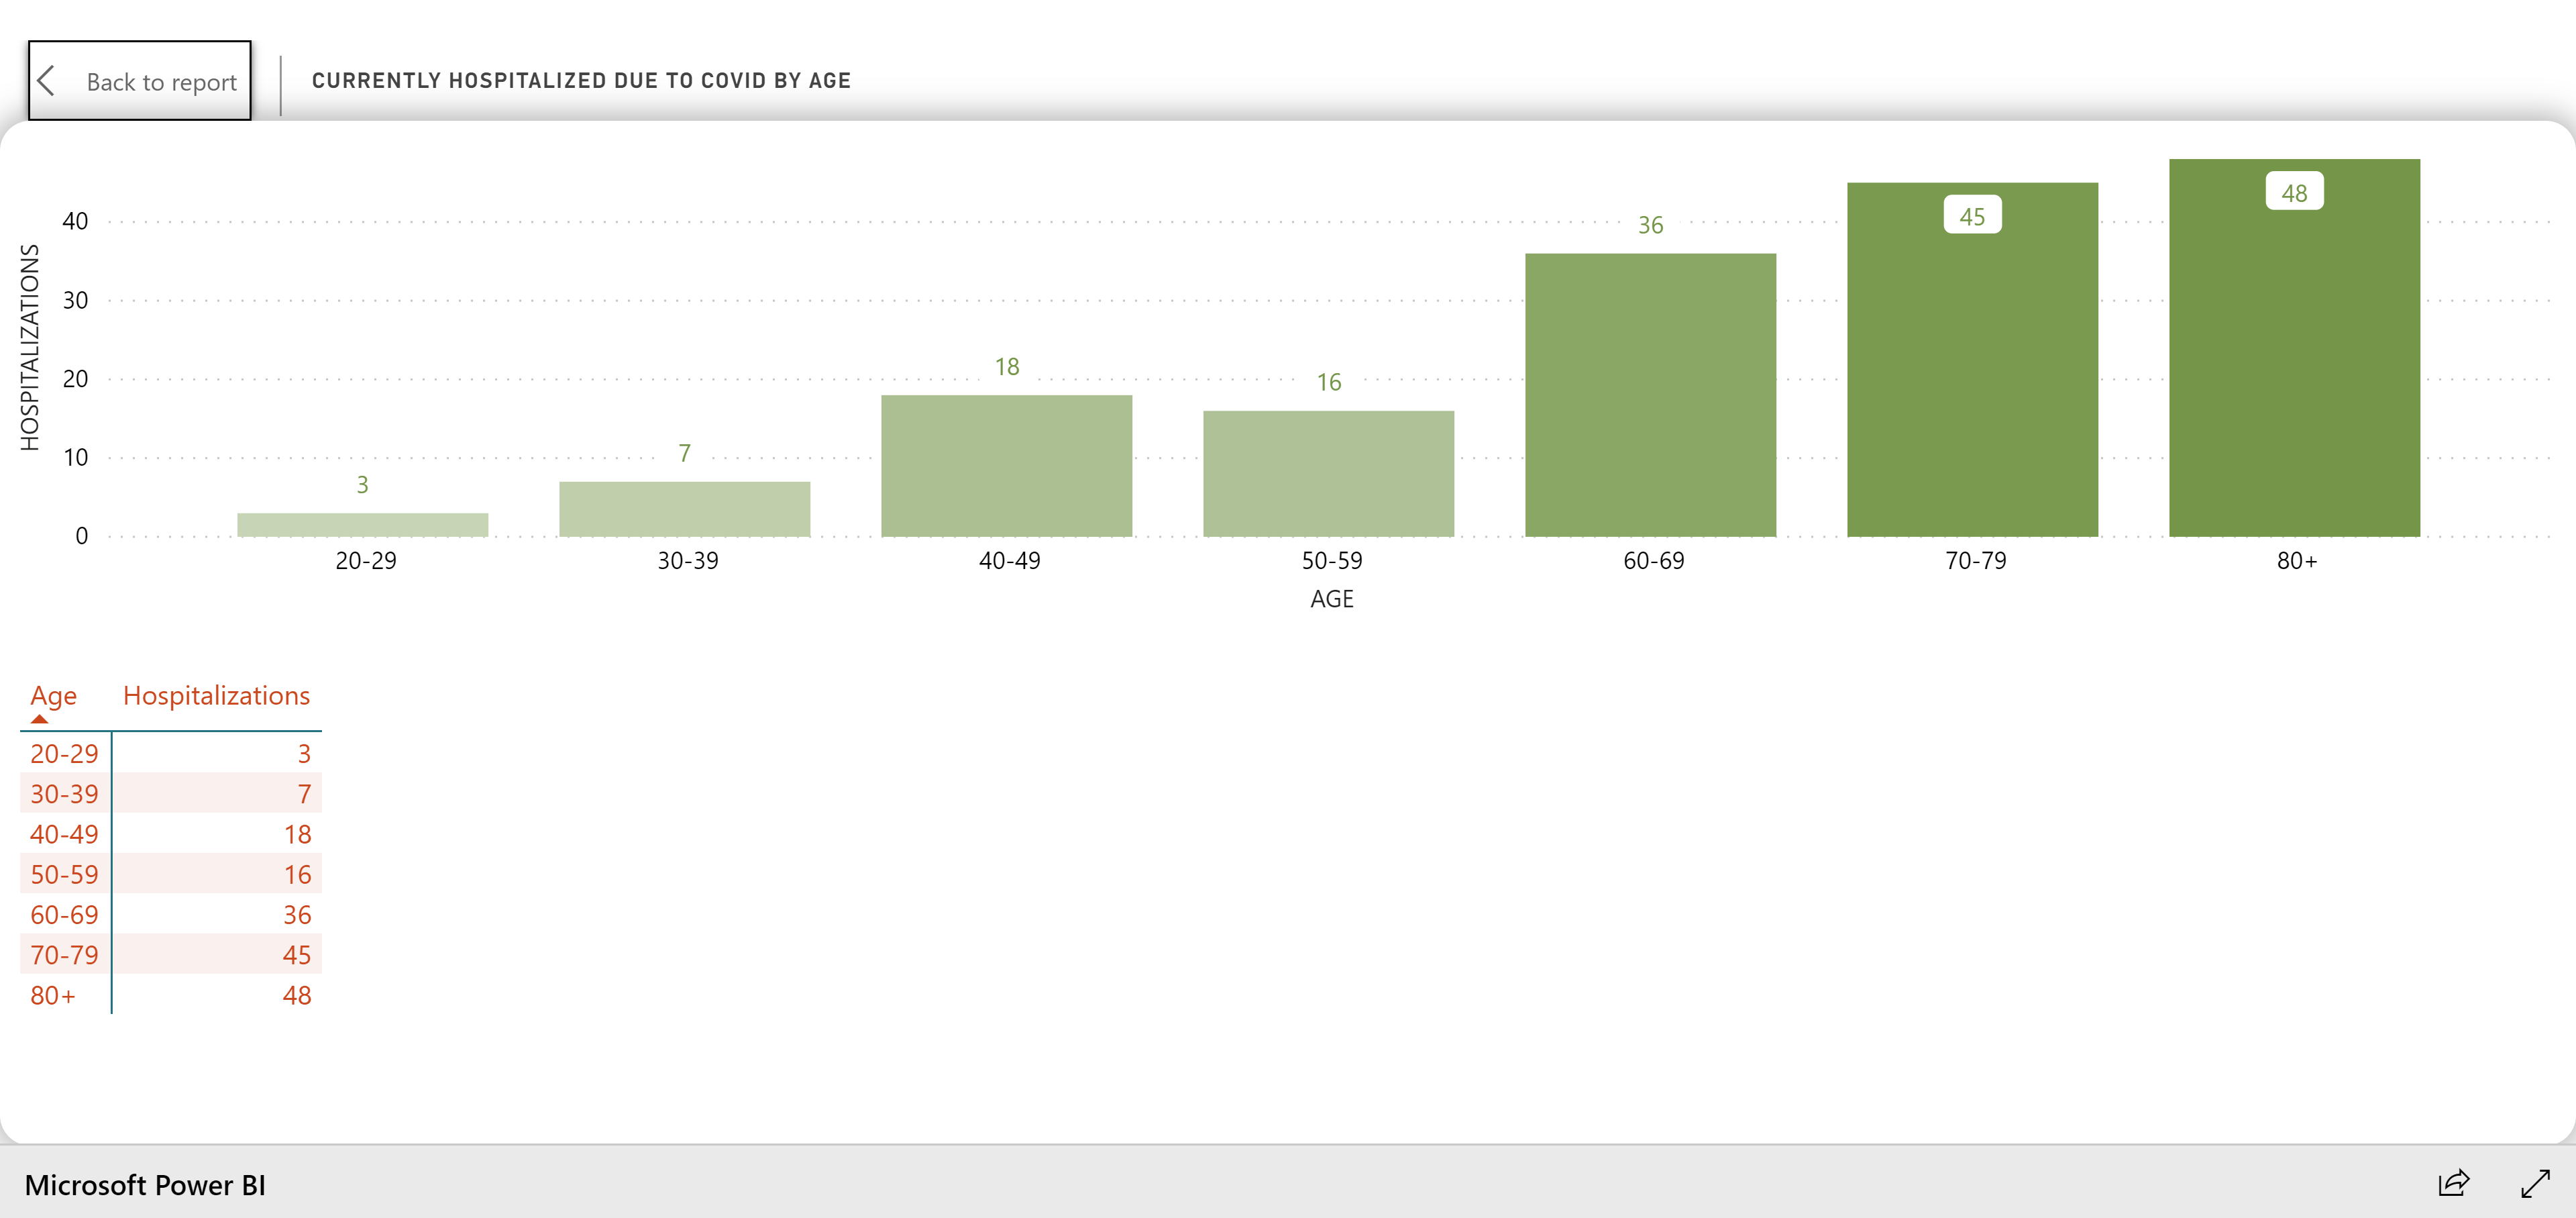 Back to report
CURRENTLY HOSPITALIZED DUE TO COVID BY AGE
HOSPITALIZATIONS
40
30
20
10
0
3
7
18
16
36
45
48
20-29 30-39 40-49 50-59 60-69 70-79 80+
AGE
Age Hospitalizations
20-29 3
30-39 7
40-49 18
50-59 16
60-69 36
70-79 45
80+ 48
Microsoft Power BI